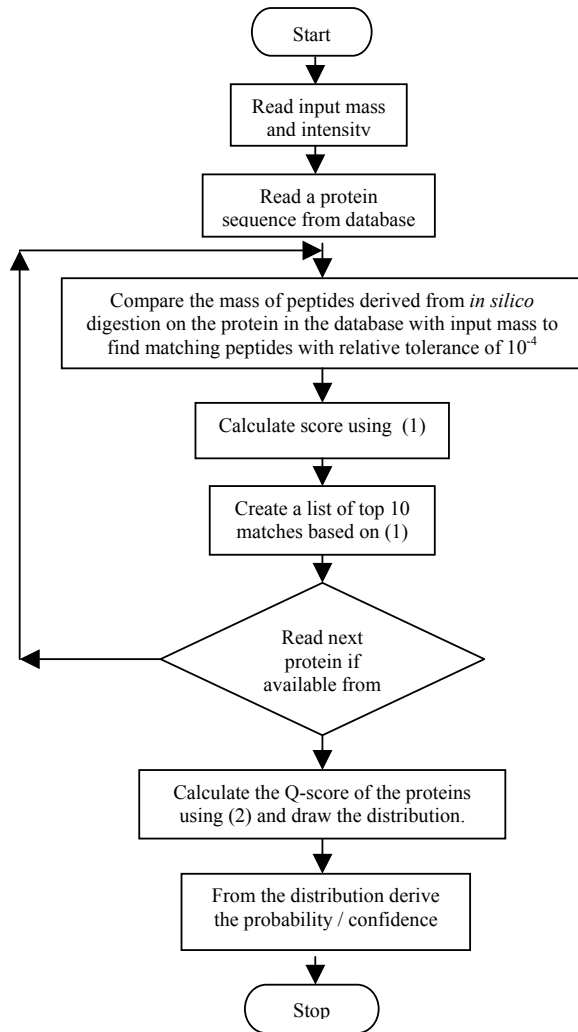 Start
Read input mass
and intensity
Read a protein
sequence from database
Compare the mass of peptides derived from in silico
digestion on the protein in the database with input mass to
find matching peptides with relative tolerance of 10⁻⁴
Calculate score using (1)
Create a list of top 10
matches based on (1)
Read next
protein if
available from
Calculate the Q-score of the proteins
using (2) and draw the distribution.
From the distribution derive
the probability / confidence
Stop